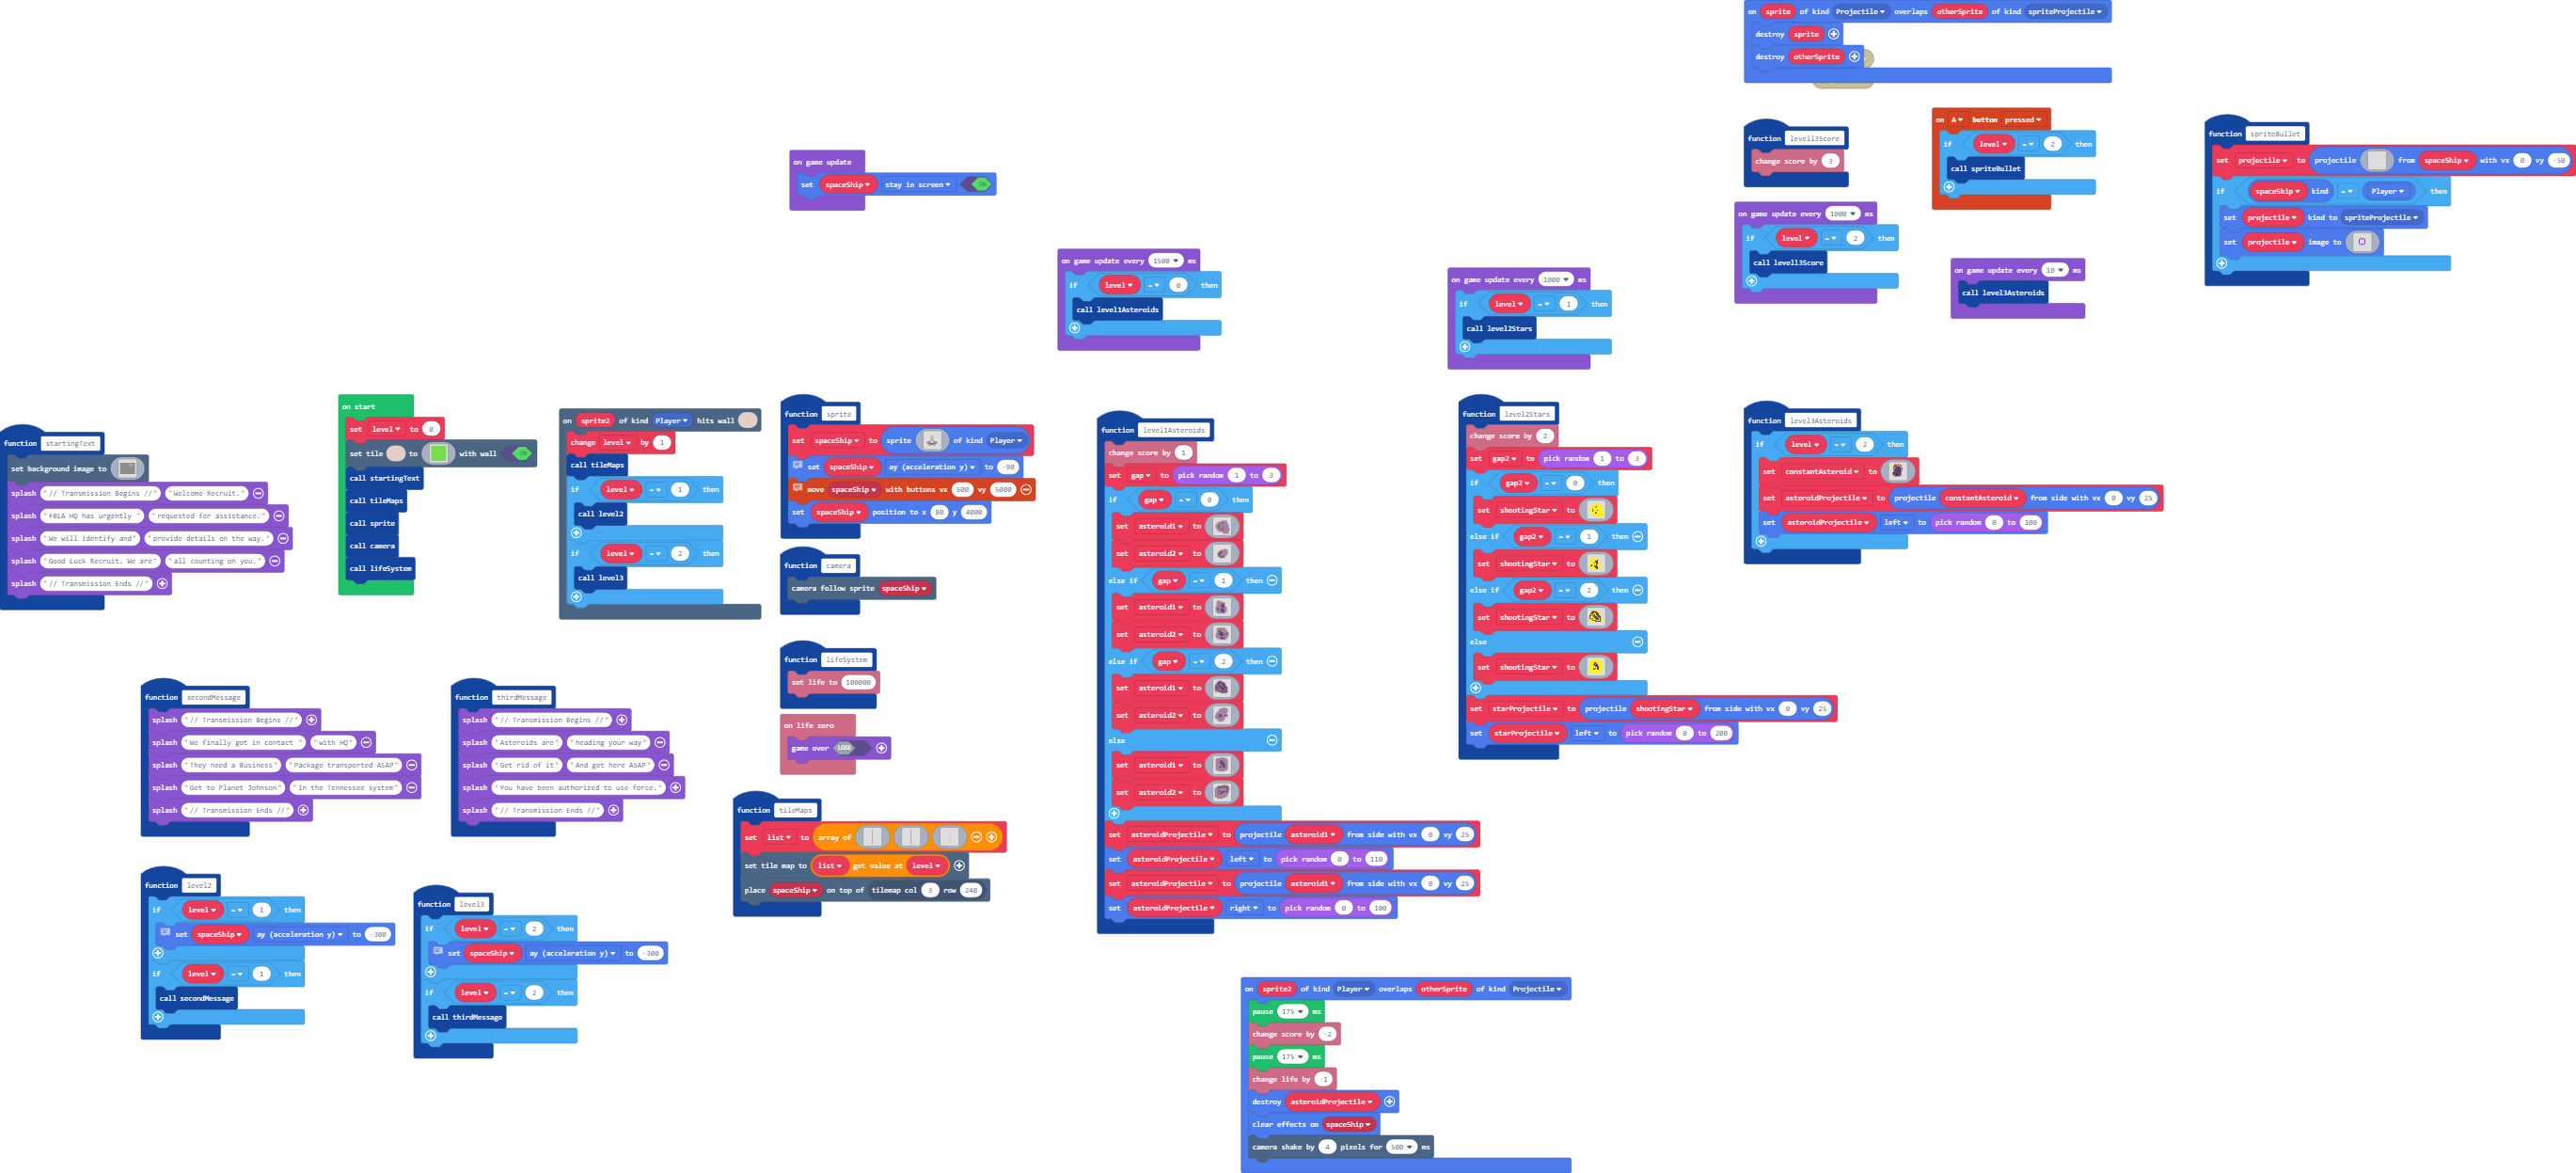 on sprite of kind Projectile overlaps otherSprite of kind spriteProjectile
destroy sprite
destroy otherSprite
function level13Score
change score by 3
on A button pressed
if level = 2 then
call spriteBullet
function spriteBullet
set projectile to projectile from spaceShip with vx 0 vy -50
if spaceShip kind = Player then
set projectile kind to spriteProjectile
set projectile image to
on game update
set spaceShip stay in screen ON
on game update every 1000 ms
if level = 2 then
call level13Score
on game update every 10 ms
call level3Asteroids
on game update every 1500 ms
if level = 0 then
call level1Asteroids
on game update every 1000 ms
if level = 1 then
call level2Stars
function startingText
set background image to
splash "// Transmission Begins //" "Welcome Recruit."
splash "FBLA HQ has urgently " "requested for assistance."
splash "We will identify and" "provide details on the way."
splash "Good Luck Recruit. We are" "all counting on you."
splash "// Transmission Ends //"
on start
set level to 0
set tile to with wall ON
call startingText
call tileMaps
call sprite
call camera
call lifeSystem
on sprite2 of kind Player hits wall
change level by 1
call tileMaps
if level = 1 then
call level2
if level = 2 then
call level3
function sprite
set spaceShip to sprite of kind Player
set spaceShip ay (acceleration y) to -90
move spaceShip with buttons vx 500 vy 5000
set spaceShip position to x 80 y 4000
function camera
camera follow sprite spaceShip
function lifeSystem
set life to 100000
on life zero
game over LOSE
function tileMaps
set list to array of
set tile map to list get value at level
place spaceShip on top of tilemap col 3 row 248
function level1Asteroids
change score by 1
set gap to pick random 1 to 3
if gap = 0 then
set asteroid1 to
set asteroid2 to
else if gap = 1 then
set asteroid1 to
set asteroid2 to
else if gap = 2 then
set asteroid1 to
set asteroid2 to
else
set asteroid1 to
set asteroid2 to
set asteroidProjectile to projectile asteroid1 from side with vx 0 vy 25
set asteroidProjectile left to pick random 0 to 110
set asteroidProjectile to projectile asteroid1 from side with vx 0 vy 25
set asteroidProjectile right to pick random 0 to 100
function level2Stars
change score by 2
set gap2 to pick random 1 to 3
if gap2 = 0 then
set shootingStar to
else if gap2 = 1 then
set shootingStar to
else if gap2 = 2 then
set shootingStar to
else
set shootingStar to
set starProjectile to projectile shootingStar from side with vx 0 vy 25
set starProjectile left to pick random 0 to 200
function level3Asteroids
if level = 2 then
set constantAsteroid to
set asteroidProjectile to projectile constantAsteroid from side with vx 0 vy 25
set asteroidProjectile left to pick random 0 to 100
function secondMessage
splash "// Transmission Begins //"
splash "We finally got in contact " "with HQ"
splash "They need a Business" "Package transported ASAP"
splash "Get to Planet Johnson" "In the Tennessee system"
splash "// Transmission Ends //"
function thirdMessage
splash "// Transmission Begins //"
splash "Asteroids are" "heading your way"
splash "Get rid of it" "And get here ASAP"
splash "You have been authorized to use force."
splash "// Transmission Ends //"
function level2
if level = 1 then
set spaceShip ay (acceleration y) to -300
if level = 1 then
call secondMessage
function level3
if level = 2 then
set spaceShip ay (acceleration y) to -300
if level = 2 then
call thirdMessage
on sprite2 of kind Player overlaps otherSprite of kind Projectile
pause 175 ms
change score by -2
pause 175 ms
change life by -1
destroy asteroidProjectile
clear effects on spaceShip
camera shake by 4 pixels for 500 ms